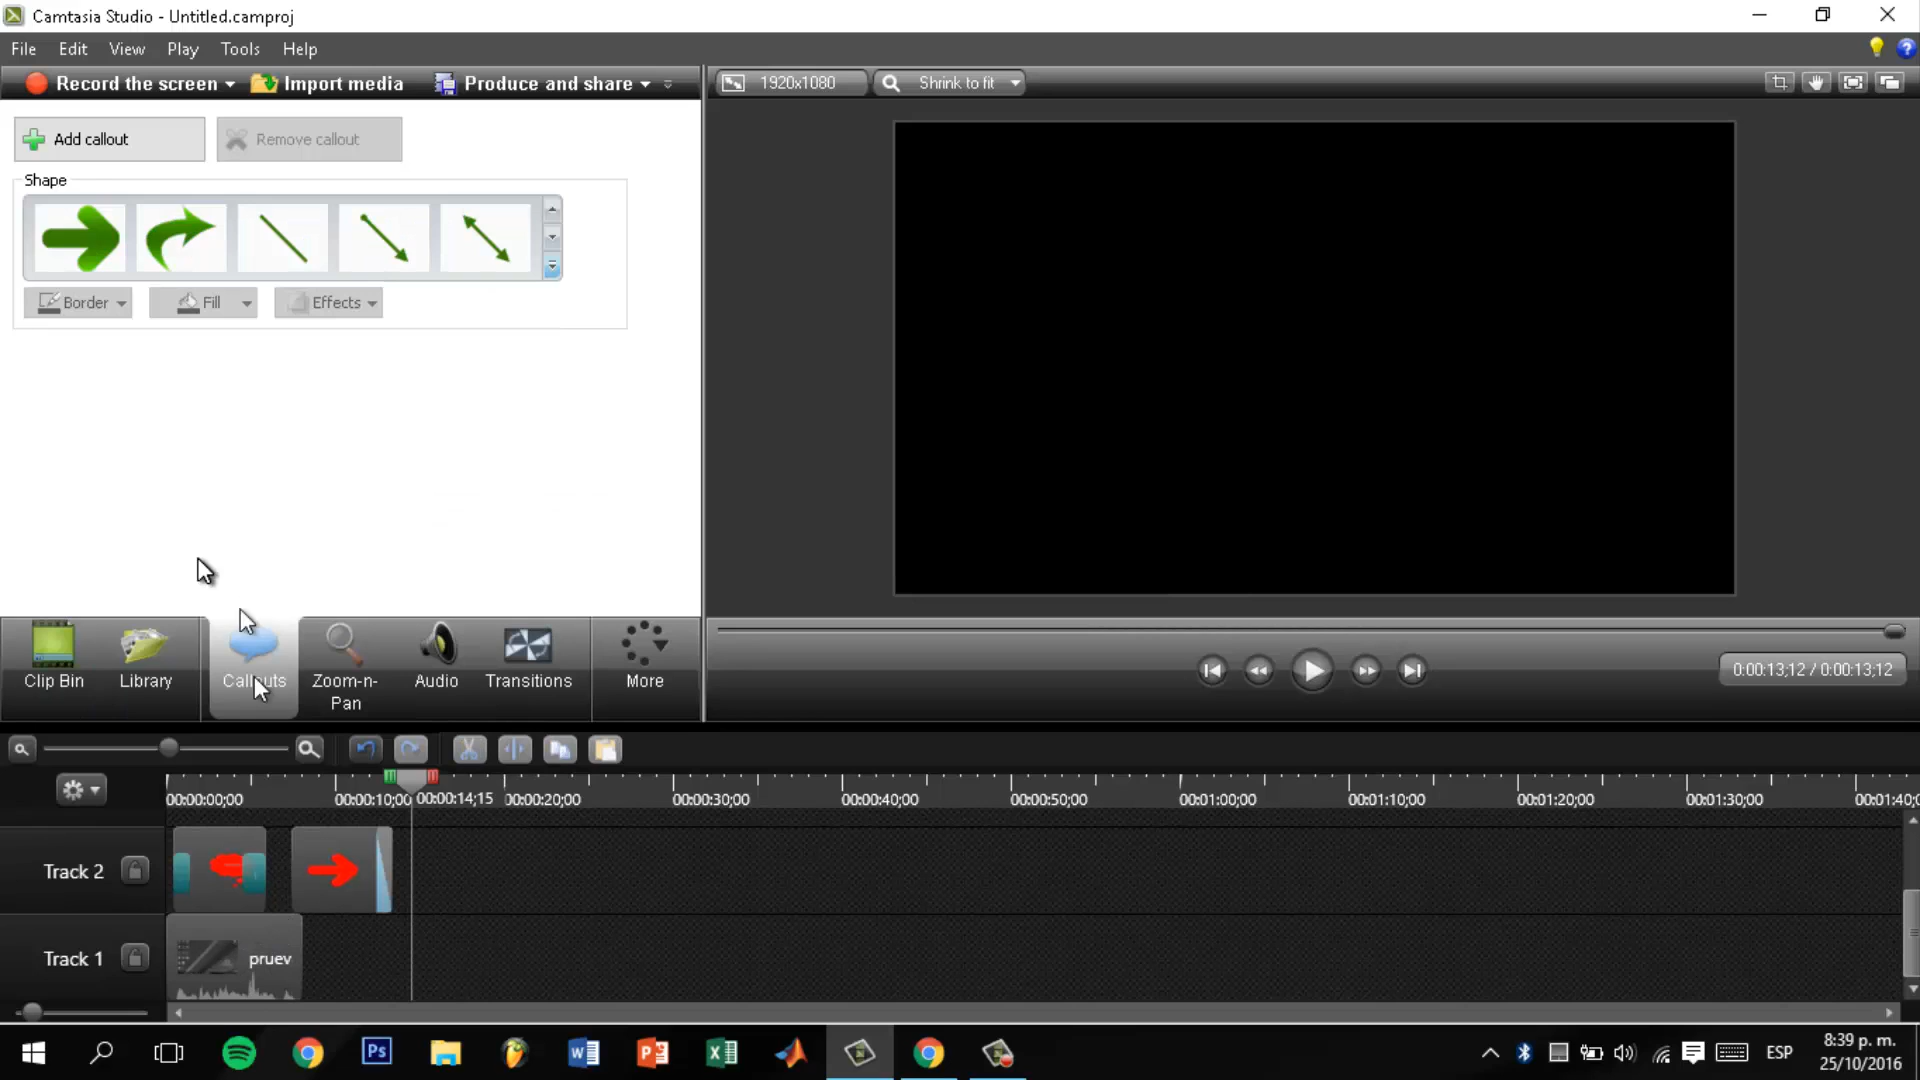 Camtasia Studio - Untitled.camproj
File Edit View Play Tools Help
Record the screen Import media Produce and share
1920x1080 Shrink to fit
Add callout Remove callout
Shape
Border Fill Effects
Clip Bin Library Callouts Zoom-n-Pan Audio Transitions More
0:00:13;12 / 0:00:13;12
00:00:00;00 00:00:10;00 00:00:14;15 00:00:20;00 00:00:30;00 00:00:40;00 00:00:50;00 00:01:00;00 00:01:10;00 00:01:20;00 00:01:30;00 00:01:40;
Track 2
Track 1 pruev
ESP
8:39 p. m.
25/10/2016